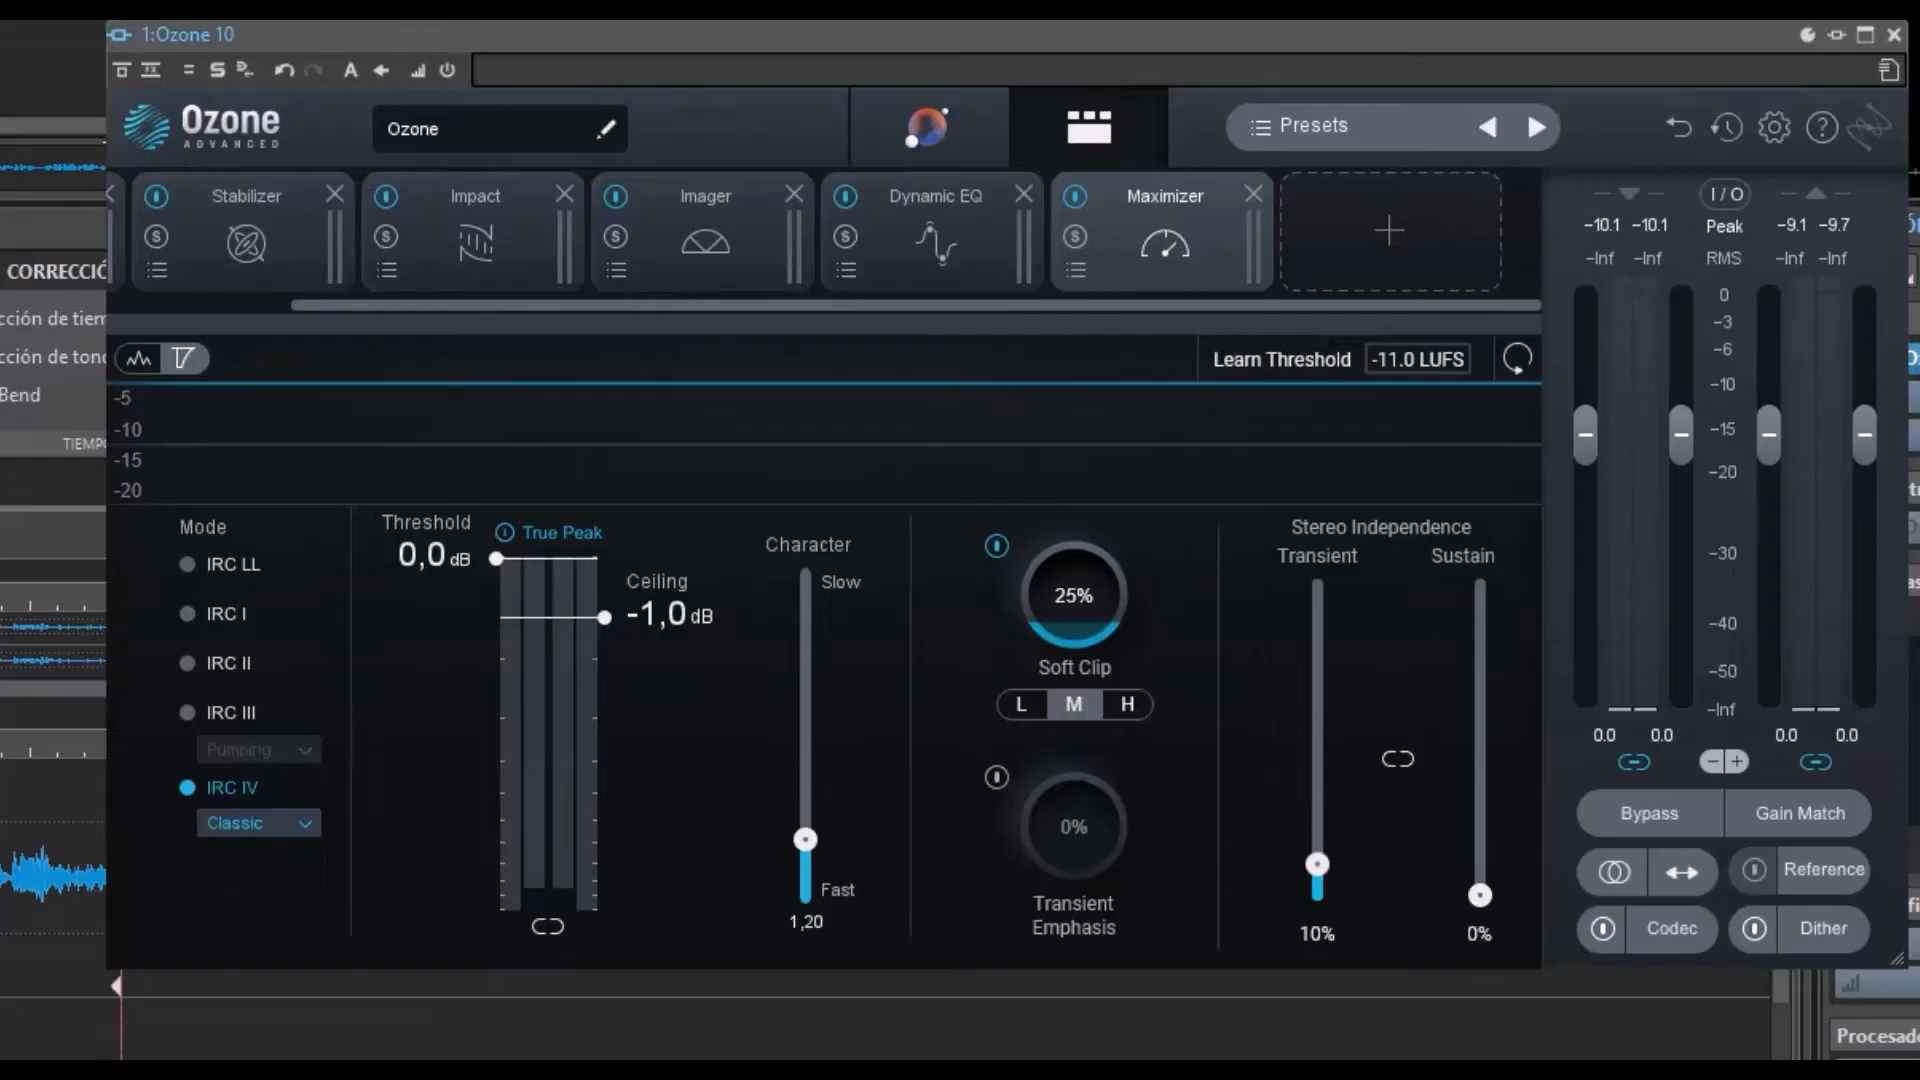 1:Ozone 10
Ozone
ADVANCED
Ozone
Presets
Stabilizer
Impact
Imager
Dynamic EQ
Maximizer
I / O
-10.1 -10.1 Peak -9.1 -9.7
-Inf -Inf RMS -Inf -Inf
CORRECCIÓ
cción de tiem
cción de tono
Bend
TIEMPO
Learn Threshold -11.0 LUFS
-5
-10
-15
-20
Mode
IRC LL
IRC I
IRC II
IRC III
Pumping
IRC IV
Classic
Threshold
0,0 dB
True Peak
Ceiling
-1,0 dB
Character
Slow
Fast
1,20
25%
Soft Clip
L M H
0%
Transient
Emphasis
Stereo Independence
Transient Sustain
10% 0%
0
-3
-6
-10
-15
-20
-30
-40
-50
-Inf
0.0 0.0 0.0 0.0
Bypass Gain Match
Reference
Codec Dither
Procesado